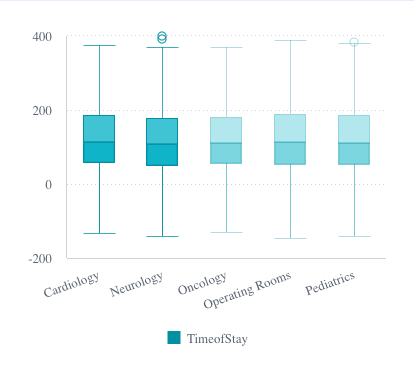 400
200
0
-200
Cardiology
Neurology
Oncology
Operating Rooms
Pediatrics
TimeofStay